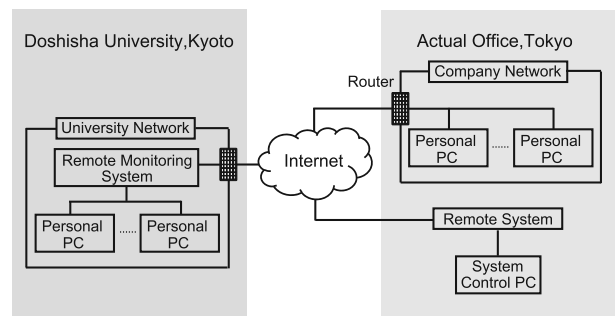 Doshisha University,Kyoto
University Network
Remote Monitoring
System
Personal
PC
......
Personal
PC
Internet
Actual Office,Tokyo
Router
Company Network
Personal
PC
......
Personal
PC
Remote System
System
Control PC